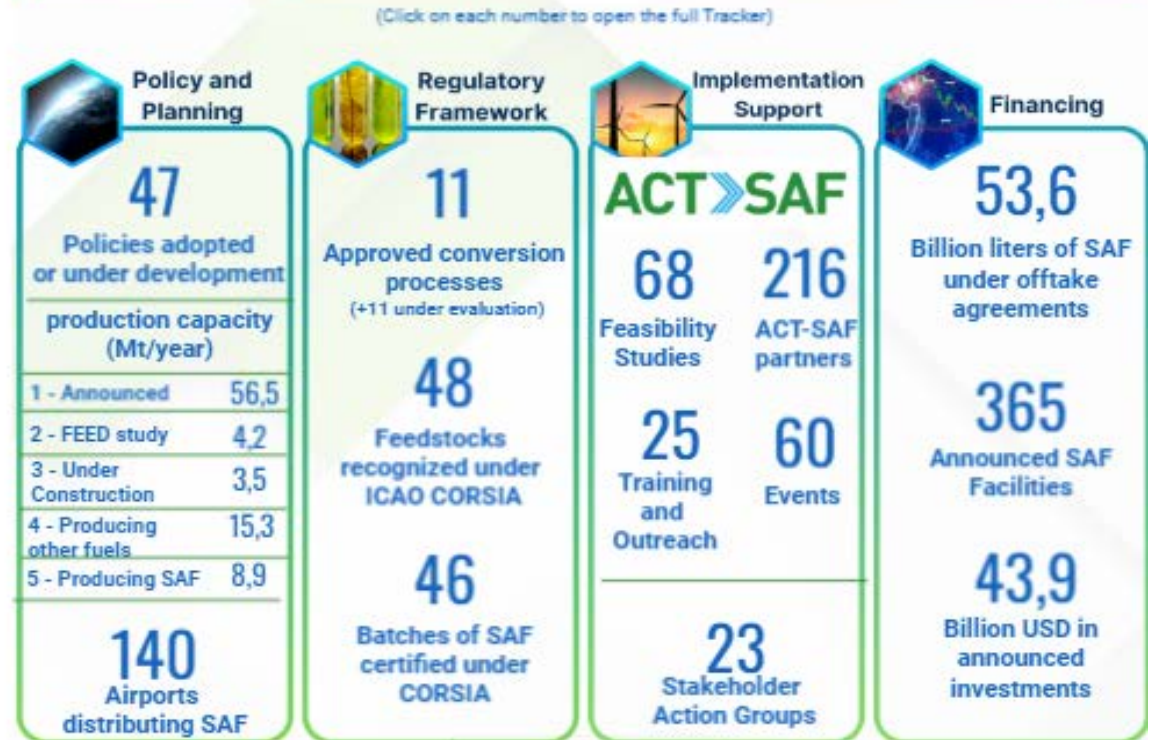 (Click on each number to open the full Tracker)
Policy and
Planning
47
Policies adopted
or under development
production capacity
(Mt/year)
1 - Announced 56,5
2 - FEED study 4,2
3 - Under
Construction 3,5
4 - Producing
other fuels 15,3
5 - Producing SAF 8,9
140
Airports
distributing SAF
Regulatory
Framework
11
Approved conversion
processes
(+11 under evaluation)
48
Feedstocks
recognized under
ICAO CORSIA
46
Batches of SAF
certified under
CORSIA
Implementation
Support
ACT SAF
68
Feasibility
Studies
216
ACT-SAF
partners
25
Training
and
Outreach
60
Events
23
Stakeholder
Action Groups
Financing
53,6
Billion liters of SAF
under offtake
agreements
365
Announced SAF
Facilities
43,9
Billion USD in
announced
investments